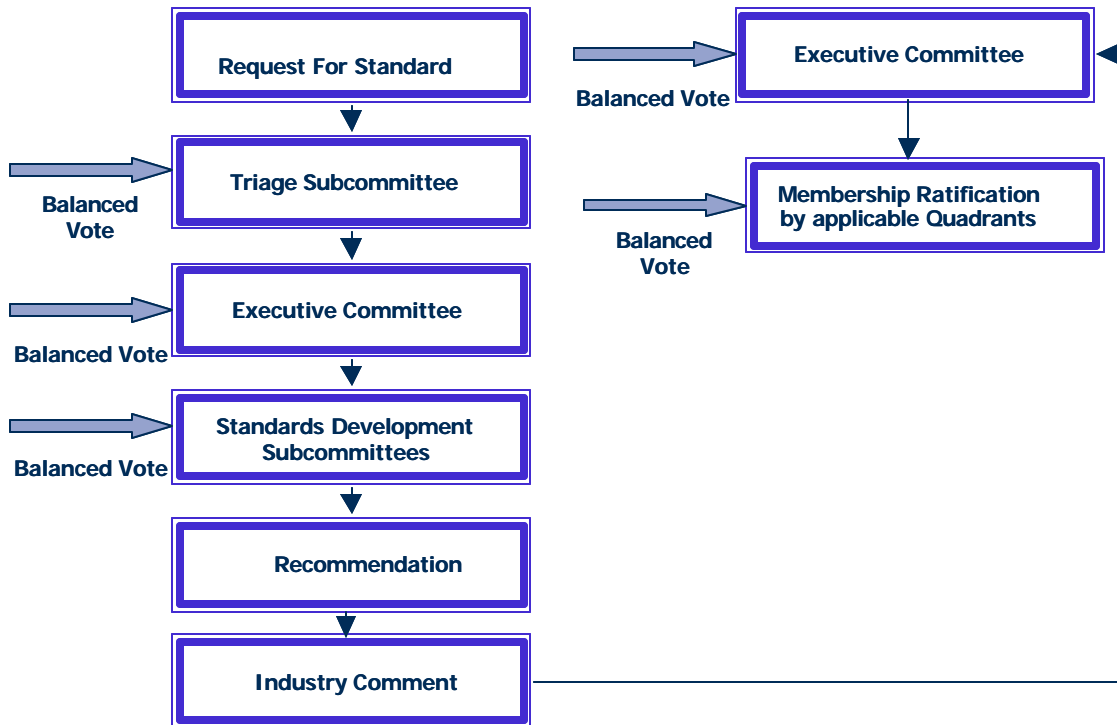 Request For Standard
Balanced
Vote
Triage Subcommittee
Executive Committee
Balanced Vote
Standards Development
Subcommittees
Balanced Vote
Recommendation
Industry Comment
Executive Committee
Balanced Vote
Membership Ratification
by applicable Quadrants
Balanced
Vote